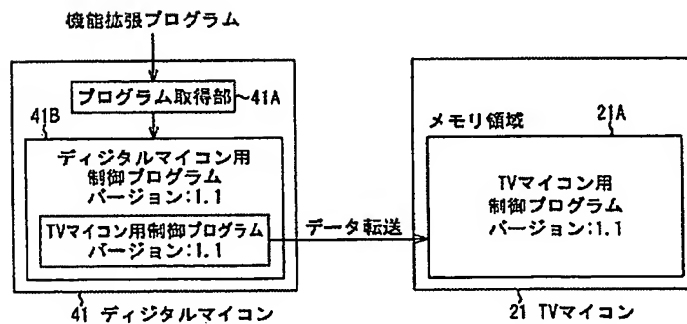 機能拡張プログラム
プログラム取得部
41A
41B
ディジタルマイコン用
制御プログラム
バージョン:1.1
TVマイコン用制御プログラム
バージョン:1.1
41 ディジタルマイコン
データ転送
メモリ領域
21A
TVマイコン用
制御プログラム
バージョン:1.1
21 TVマイコン